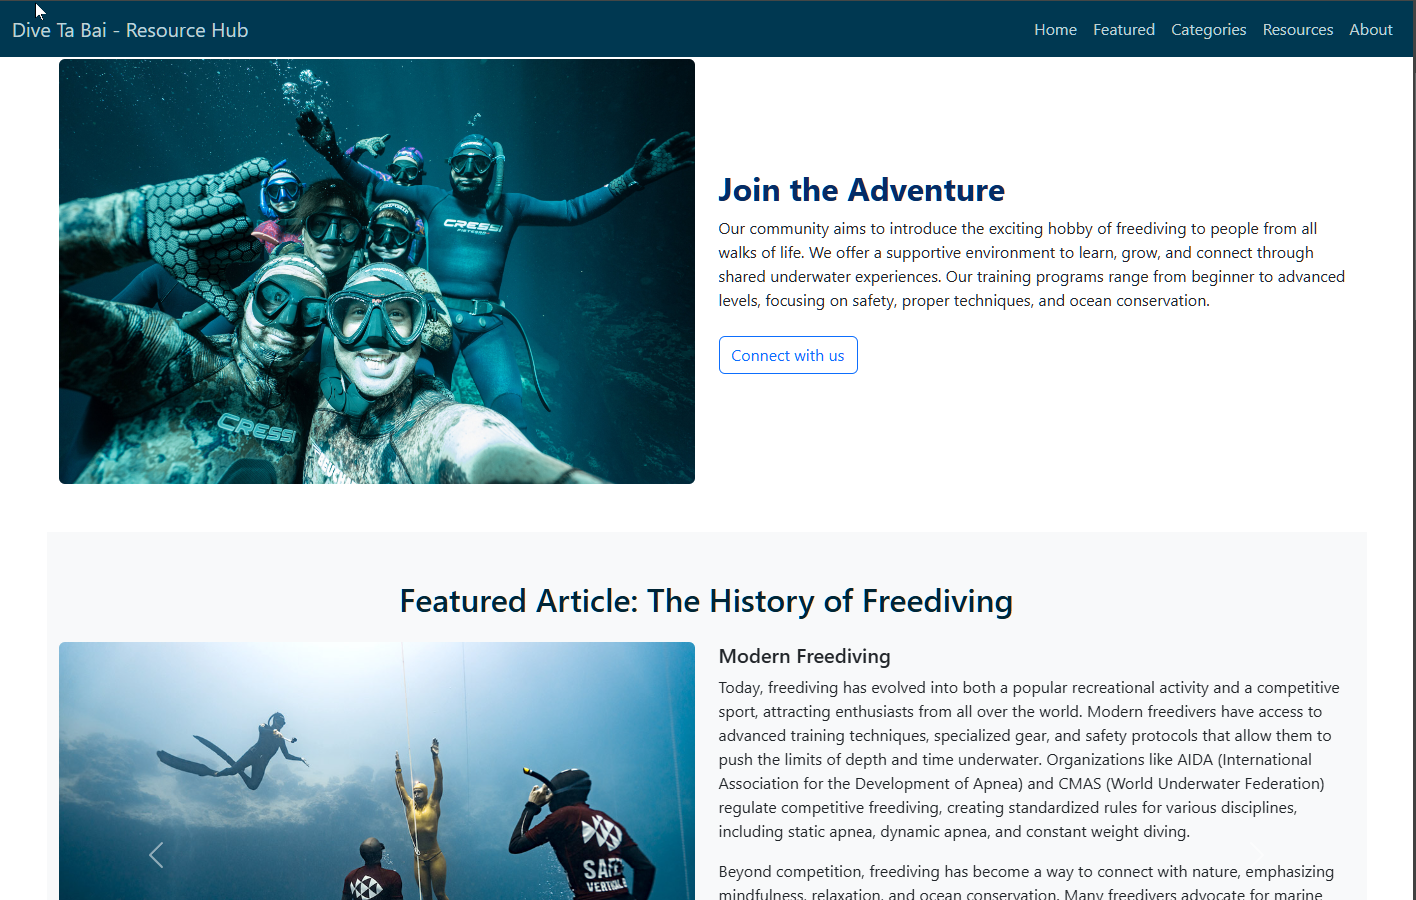 Dive Ta Bai - Resource Hub
Home Featured Categories Resources About
CRESSI
CRESSI
Join the Adventure
Our community aims to introduce the exciting hobby of freediving to people from all
walks of life. We offer a supportive environment to learn, grow, and connect through
shared underwater experiences. Our training programs range from beginner to advanced
levels, focusing on safety, proper techniques, and ocean conservation.
Connect with us
Featured Article: The History of Freediving
SAFE
VERTICAL
Modern Freediving
Today, freediving has evolved into both a popular recreational activity and a competitive
sport, attracting enthusiasts from all over the world. Modern freedivers have access to
advanced training techniques, specialized gear, and safety protocols that allow them to
push the limits of depth and time underwater. Organizations like AIDA (International
Association for the Development of Apnea) and CMAS (World Underwater Federation)
regulate competitive freediving, creating standardized rules for various disciplines,
including static apnea, dynamic apnea, and constant weight diving.
Beyond competition, freediving has become a way to connect with nature, emphasizing
mindfulness, relaxation, and ocean conservation. Many freedivers advocate for marine